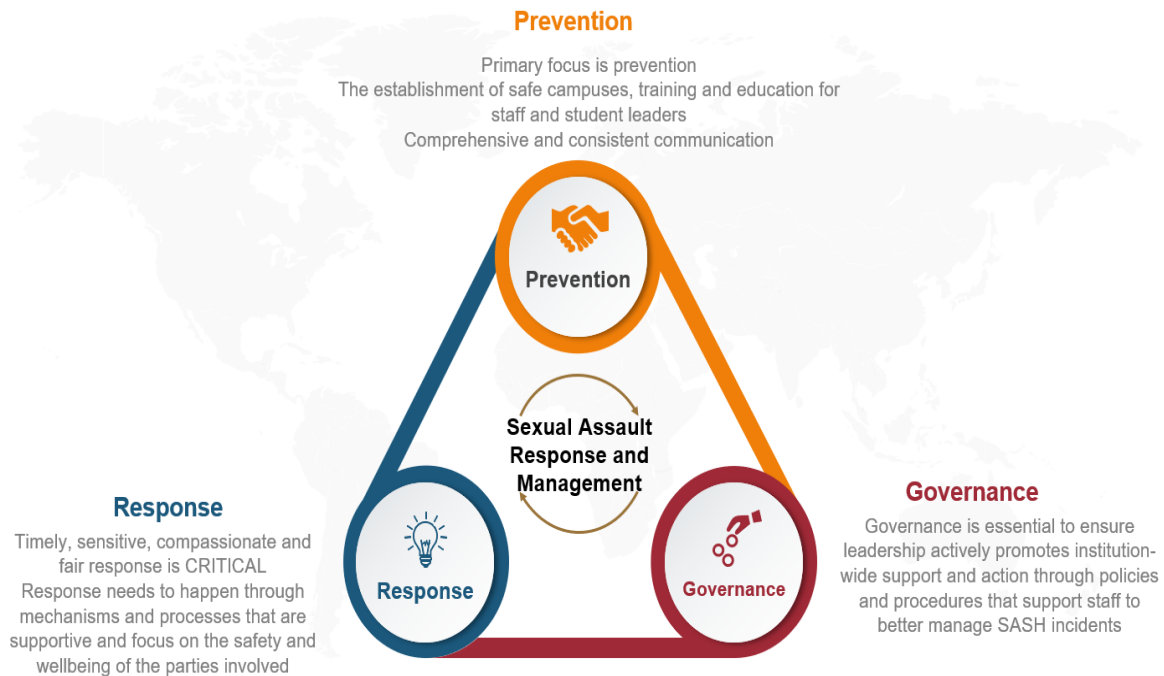 Prevention
Primary focus is prevention
The establishment of safe campuses, training and education for
staff and student leaders
Comprehensive and consistent communication
Prevention
Sexual Assault
Response and
Management
Response
Timely, sensitive, compassionate and
fair response is CRITICAL
Response needs to happen through
mechanisms and processes that are
supportive and focus on the safety and
wellbeing of the parties involved
Response
Governance
Governance
Governance is essential to ensure
leadership actively promotes institution-
wide support and action through policies
and procedures that support staff to
better manage SASH incidents